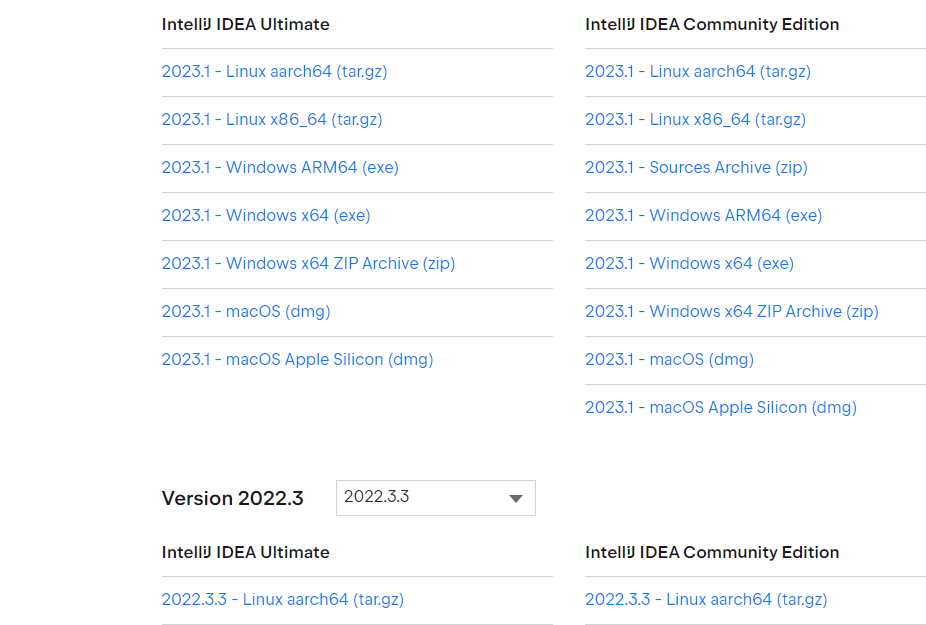 IntelliJ IDEA Ultimate
2023.1 - Linux aarch64 (tar.gz)
2023.1 - Linux x86_64 (tar.gz)
2023.1 - Windows ARM64 (exe)
2023.1 - Windows x64 (exe)
2023.1 - Windows x64 ZIP Archive (zip)
2023.1 - macOS (dmg)
2023.1 - macOS Apple Silicon (dmg)
IntelliJ IDEA Community Edition
2023.1 - Linux aarch64 (tar.gz)
2023.1 - Linux x86_64 (tar.gz)
2023.1 - Sources Archive (zip)
2023.1 - Windows ARM64 (exe)
2023.1 - Windows x64 (exe)
2023.1 - Windows x64 ZIP Archive (zip)
2023.1 - macOS (dmg)
2023.1 - macOS Apple Silicon (dmg)
Version 2022.3
2022.3.3
IntelliJ IDEA Ultimate
2022.3.3 - Linux aarch64 (tar.gz)
IntelliJ IDEA Community Edition
2022.3.3 - Linux aarch64 (tar.gz)